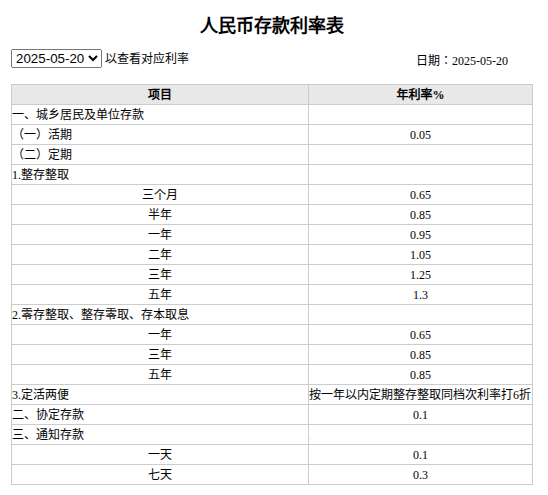 人民币存款利率表
2025-05-20 以查看对应利率 日期：2025-05-20
项目 年利率%
一、城乡居民及单位存款
（一）活期 0.05
（二）定期
1.整存整取
三个月 0.65
半年 0.85
一年 0.95
二年 1.05
三年 1.25
五年 1.3
2.零存整取、整存零取、存本取息
一年 0.65
三年 0.85
五年 0.85
3.定活两便 按一年以内定期整存整取同档次利率打6折
二、协定存款 0.1
三、通知存款
一天 0.1
七天 0.3